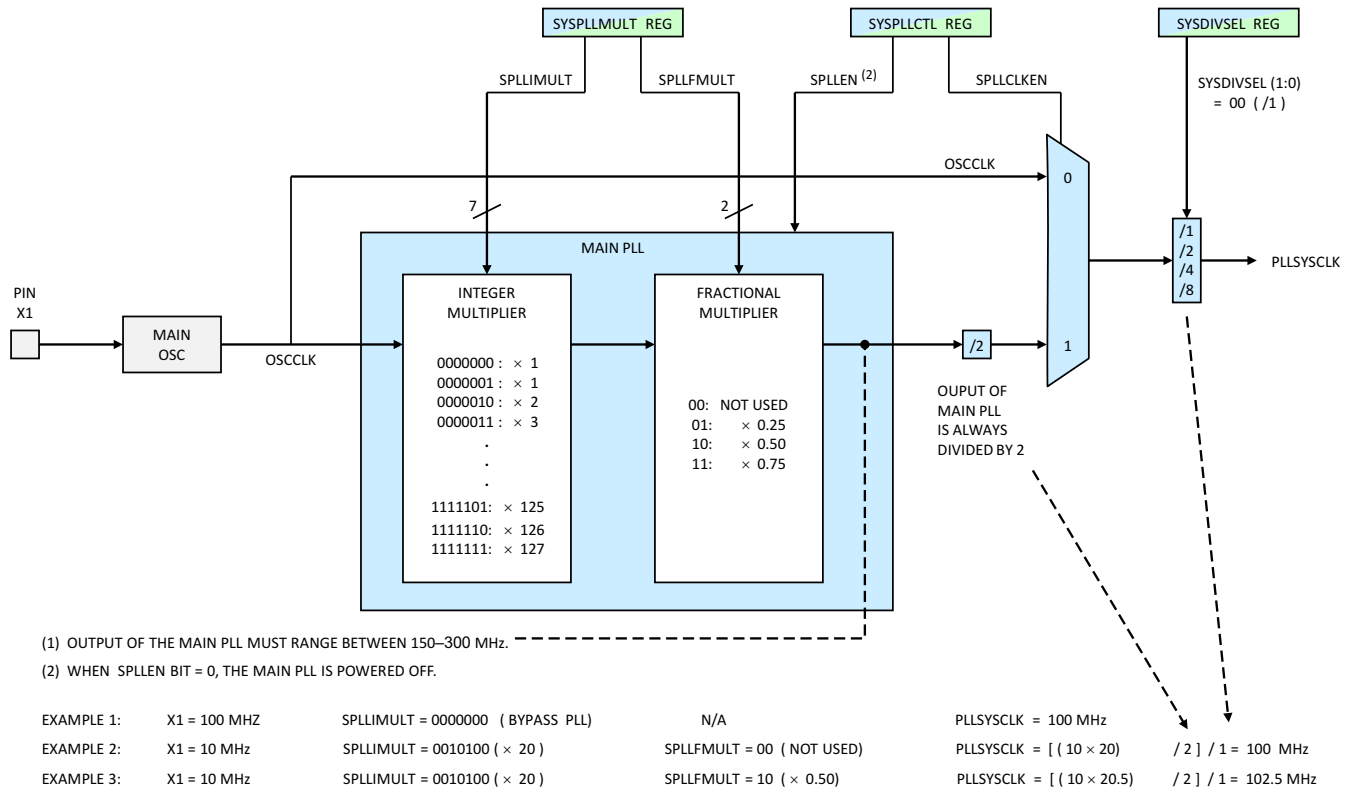 SYSPLLMULT REG
SYSPLLCTL REG
SYSDIVSEL REG
SPLLIMULT
SPLLFMULT
SPLLEN (2)
SPLLCLKEN
SYSDIVSEL (1:0)
= 00 ( /1 )
OSCCLK
0
7
2
MAIN PLL
/1
/2
/4
/8
PLLSYSCLK
PIN
X1
MAIN
OSC
OSCCLK
INTEGER
MULTIPLIER
0000000 : × 1
0000001 : × 1
0000010 : × 2
0000011 : × 3
.
.
.
1111101: × 125
1111110: × 126
1111111: × 127
FRACTIONAL
MULTIPLIER
00: NOT USED
01: × 0.25
10: × 0.50
11: × 0.75
/2
1
OUPUT OF
MAIN PLL
IS ALWAYS
DIVIDED BY 2
(1) OUTPUT OF THE MAIN PLL MUST RANGE BETWEEN 150–300 MHz.
(2) WHEN SPLLEN BIT = 0, THE MAIN PLL IS POWERED OFF.
EXAMPLE 1: X1 = 100 MHZ SPLLIMULT = 0000000 ( BYPASS PLL) N/A PLLSYSCLK = 100 MHz
EXAMPLE 2: X1 = 10 MHz SPLLIMULT = 0010100 ( × 20 ) SPLLFMULT = 00 ( NOT USED) PLLSYSCLK = [ ( 10 × 20) / 2 ] / 1 = 100 MHz
EXAMPLE 3: X1 = 10 MHz SPLLIMULT = 0010100 ( × 20 ) SPLLFMULT = 10 ( × 0.50) PLLSYSCLK = [ ( 10 × 20.5) / 2 ] / 1 = 102.5 MHz